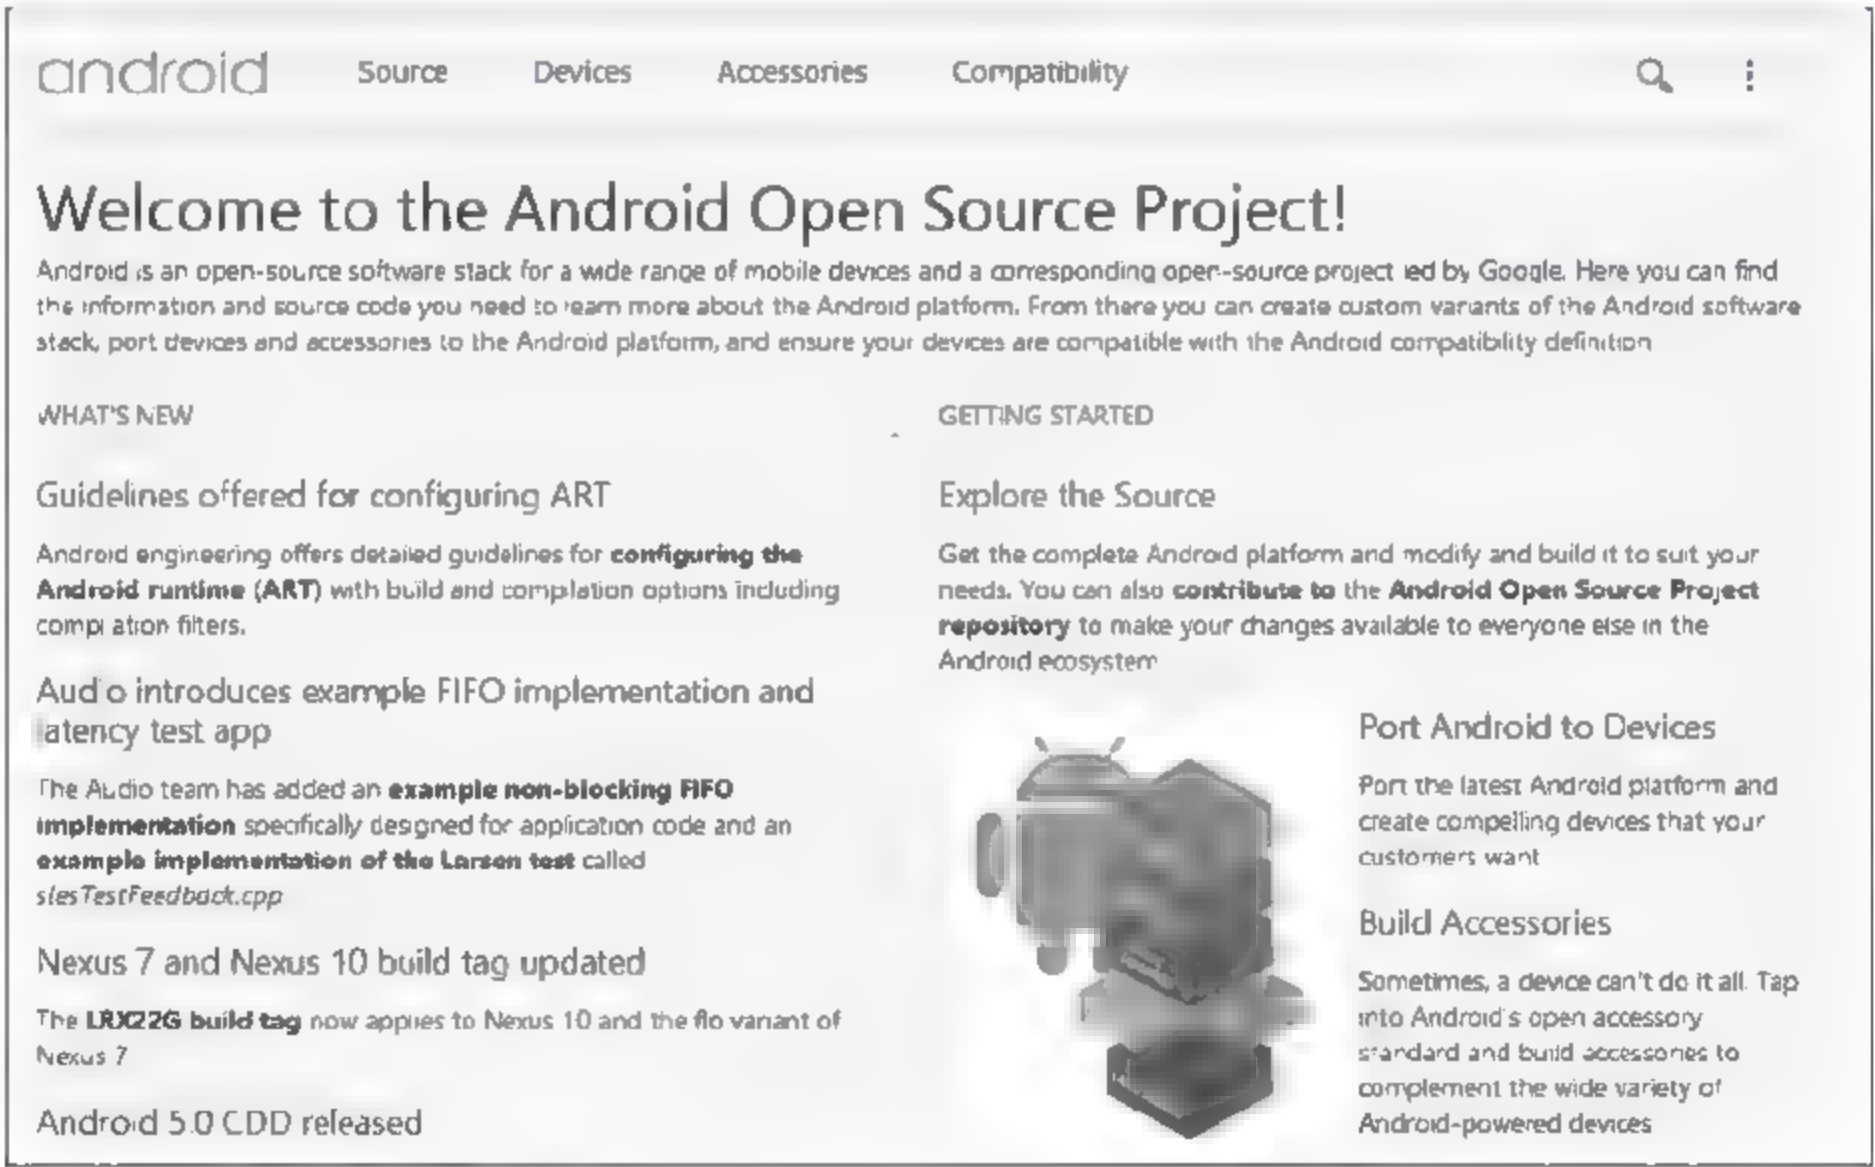 android Source Devices Accessories Compatibility
Welcome to the Android Open Source Project!
Android is an open-source software stack for a wide range of mobile devices and a corresponding open-source project led by Google. Here you can find
the information and source code you need to learn more about the Android platform. From there you can create custom variants of the Android software
stack, port devices and accessories to the Android platform, and ensure your devices are compatible with the Android compatibility definition
WHAT'S NEW
Guidelines offered for configuring ART
Android engineering offers detailed guidelines for configuring the
Android runtime (ART) with build and compilation options including
compilation filters.
Audio introduces example FIFO implementation and
latency test app
The Audio team has added an example non-blocking FIFO
implementation specifically designed for application code and an
example implementation of the Larsen test called
slesTestFeedback.cpp
Nexus 7 and Nexus 10 build tag updated
The LRX22G build tag now applies to Nexus 10 and the flo variant of
Nexus 7
Android 5.0 CDD released
GETTING STARTED
Explore the Source
Get the complete Android platform and modify and build it to suit your
needs. You can also contribute to the Android Open Source Project
repository to make your changes available to everyone else in the
Android ecosystem
Port Android to Devices
Port the latest Android platform and
create compelling devices that your
customers want
Build Accessories
Sometimes, a device can't do it all. Tap
into Android's open accessory
standard and build accessories to
complement the wide variety of
Android-powered devices